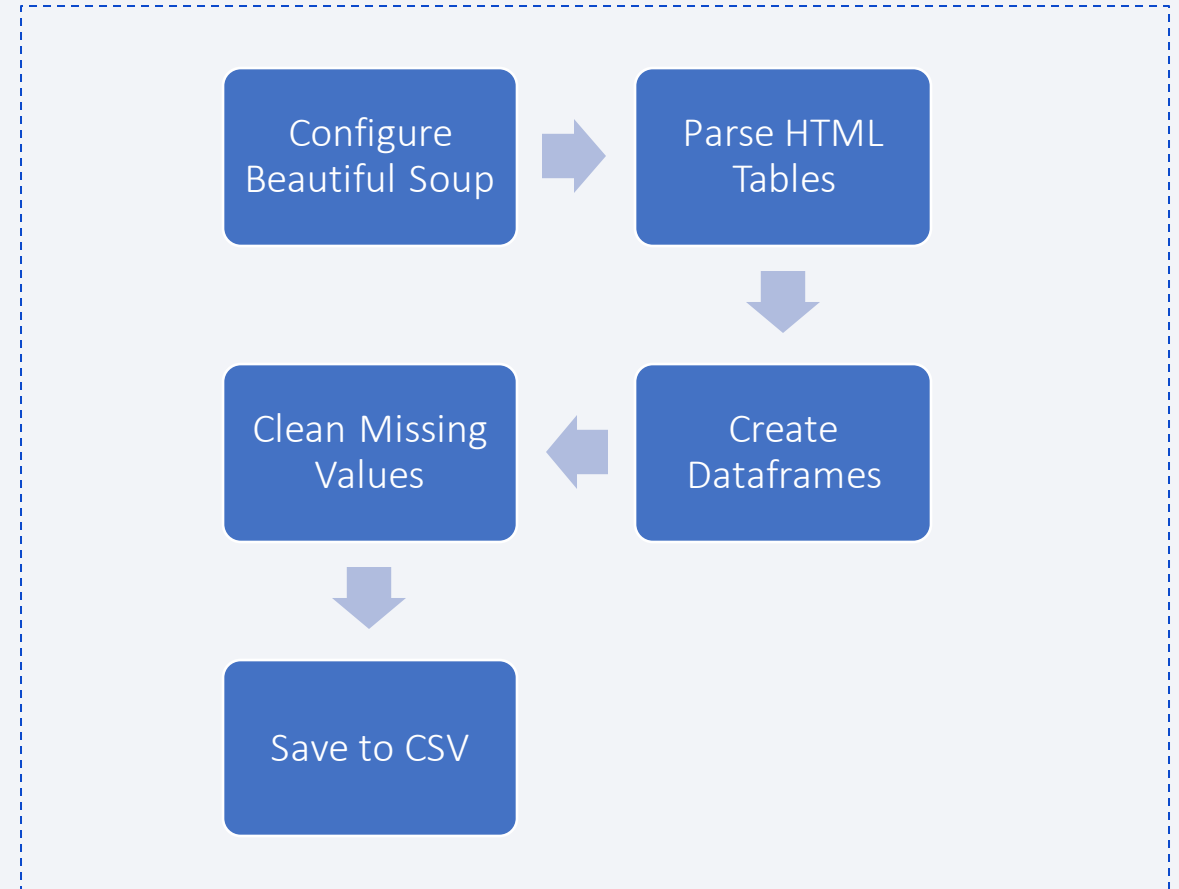 Configure
Beautiful Soup
Parse HTML
Tables
Create
Dataframes
Clean Missing
Values
Save to CSV